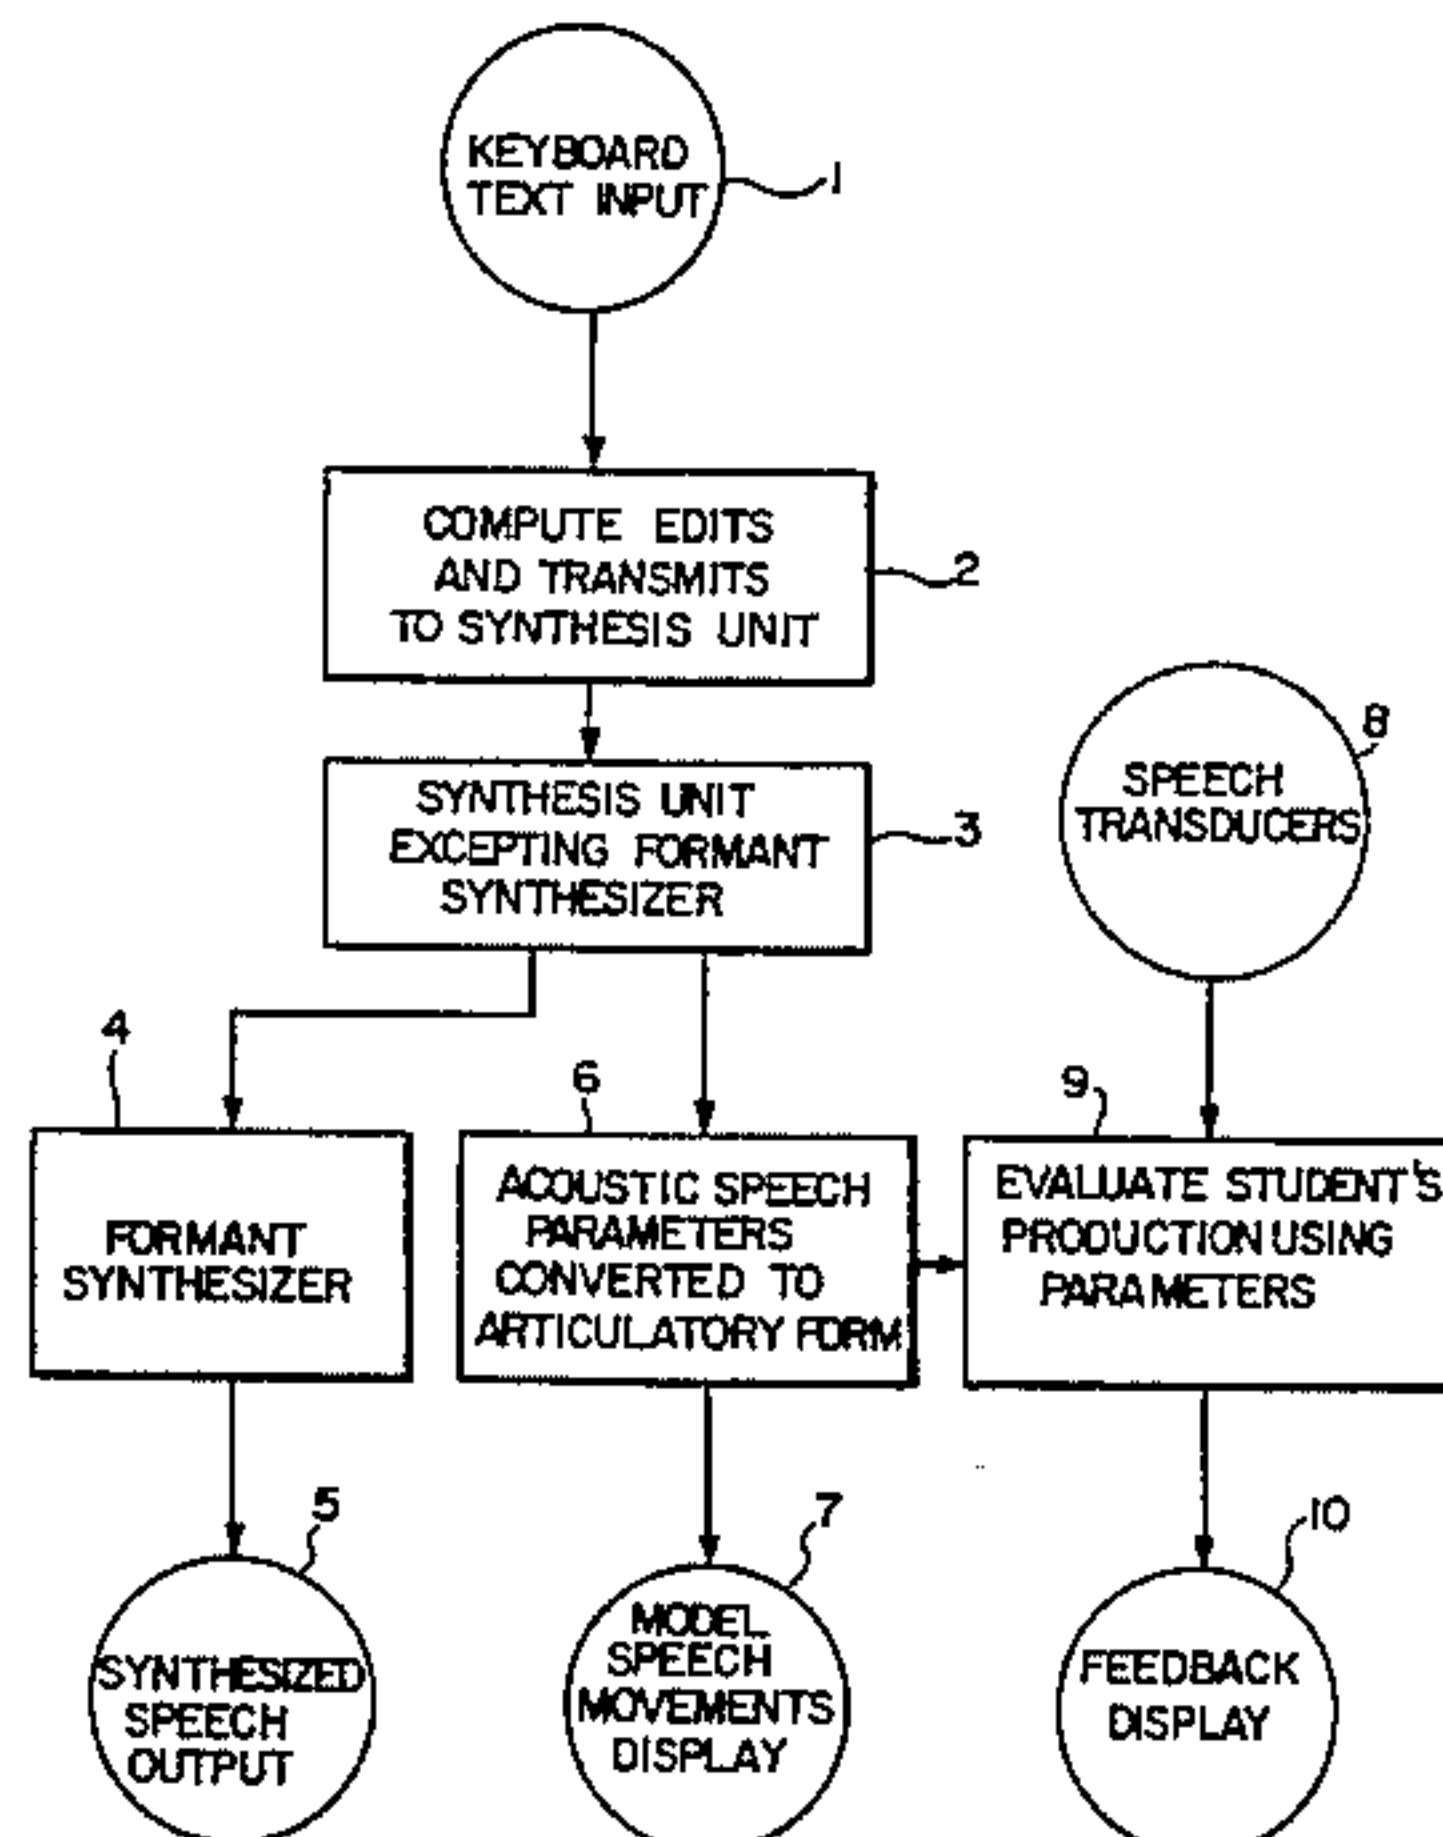 KEYBOARD
TEXT INPUT
1
COMPUTE EDITS
AND TRANSMITS
TO SYNTHESIS UNIT
2
SYNTHESIS UNIT
EXCEPTING FORMANT
SYNTHESIZER
3
8
SPEECH
TRANSDUCERS
4
FORMANT
SYNTHESIZER
6
ACOUSTIC SPEECH
PARAMETERS
CONVERTED TO
ARTICULATORY FORM
9
EVALUATE STUDENT'S
PRODUCTION USING
PARAMETERS
5
SYNTHESIZED
SPEECH
OUTPUT
7
MODEL
SPEECH
MOVEMENTS
DISPLAY
10
FEEDBACK
DISPLAY